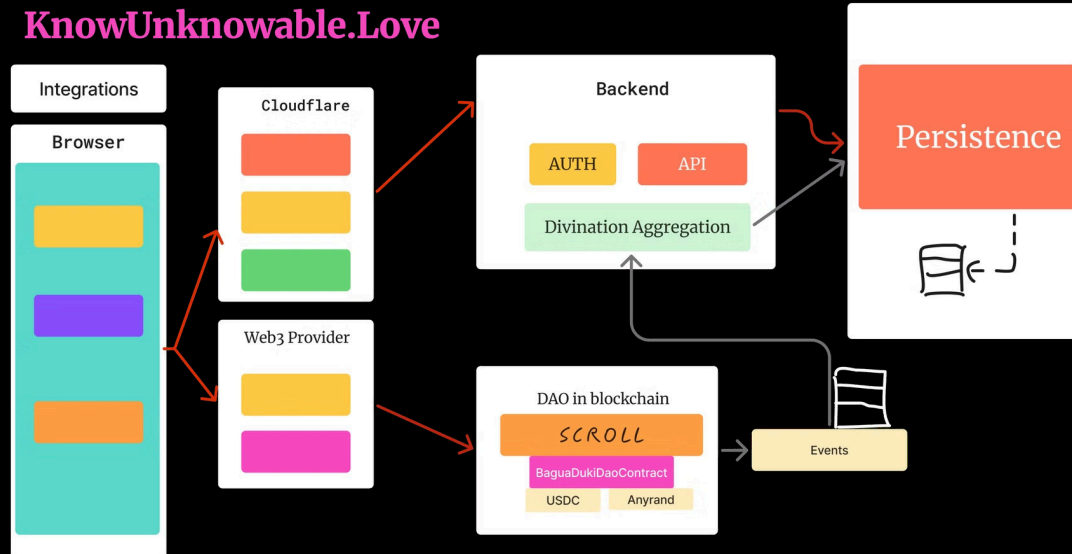 KnowUnknowable.Love
Integrations
Browser
Cloudflare
Web3 Provider
Backend
AUTH
API
Divination Aggregation
Persistence
DAO in blockchain
SCROLL
BaguaDukiDaoContract
USDC
Anyrand
Events